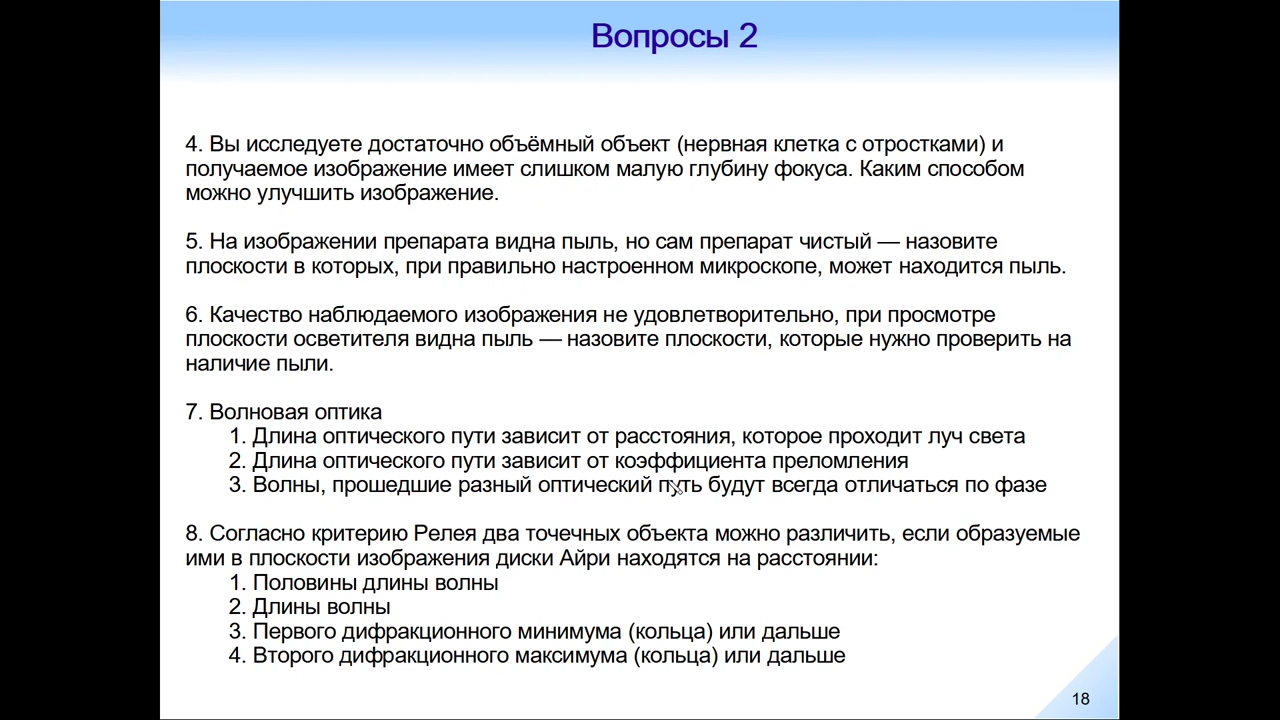 Вопросы 2
4. Вы исследуете достаточно объёмный объект (нервная клетка с отростками) и
получаемое изображение имеет слишком малую глубину фокуса. Каким способом
можно улучшить изображение.
5. На изображении препарата видна пыль, но сам препарат чистый — назовите
плоскости в которых, при правильно настроенном микроскопе, может находится пыль.
6. Качество наблюдаемого изображения не удовлетворительно, при просмотре
плоскости осветителя видна пыль — назовите плоскости, которые нужно проверить на
наличие пыли.
7. Волновая оптика
1. Длина оптического пути зависит от расстояния, которое проходит луч света
2. Длина оптического пути зависит от коэффициента преломления
3. Волны, прошедшие разный оптический путь будут всегда отличаться по фазе
8. Согласно критерию Релея два точечных объекта можно различить, если образуемые
ими в плоскости изображения диски Айри находятся на расстоянии:
1. Половины длины волны
2. Длины волны
3. Первого дифракционного минимума (кольца) или дальше
4. Второго дифракционного максимума (кольца) или дальше
18